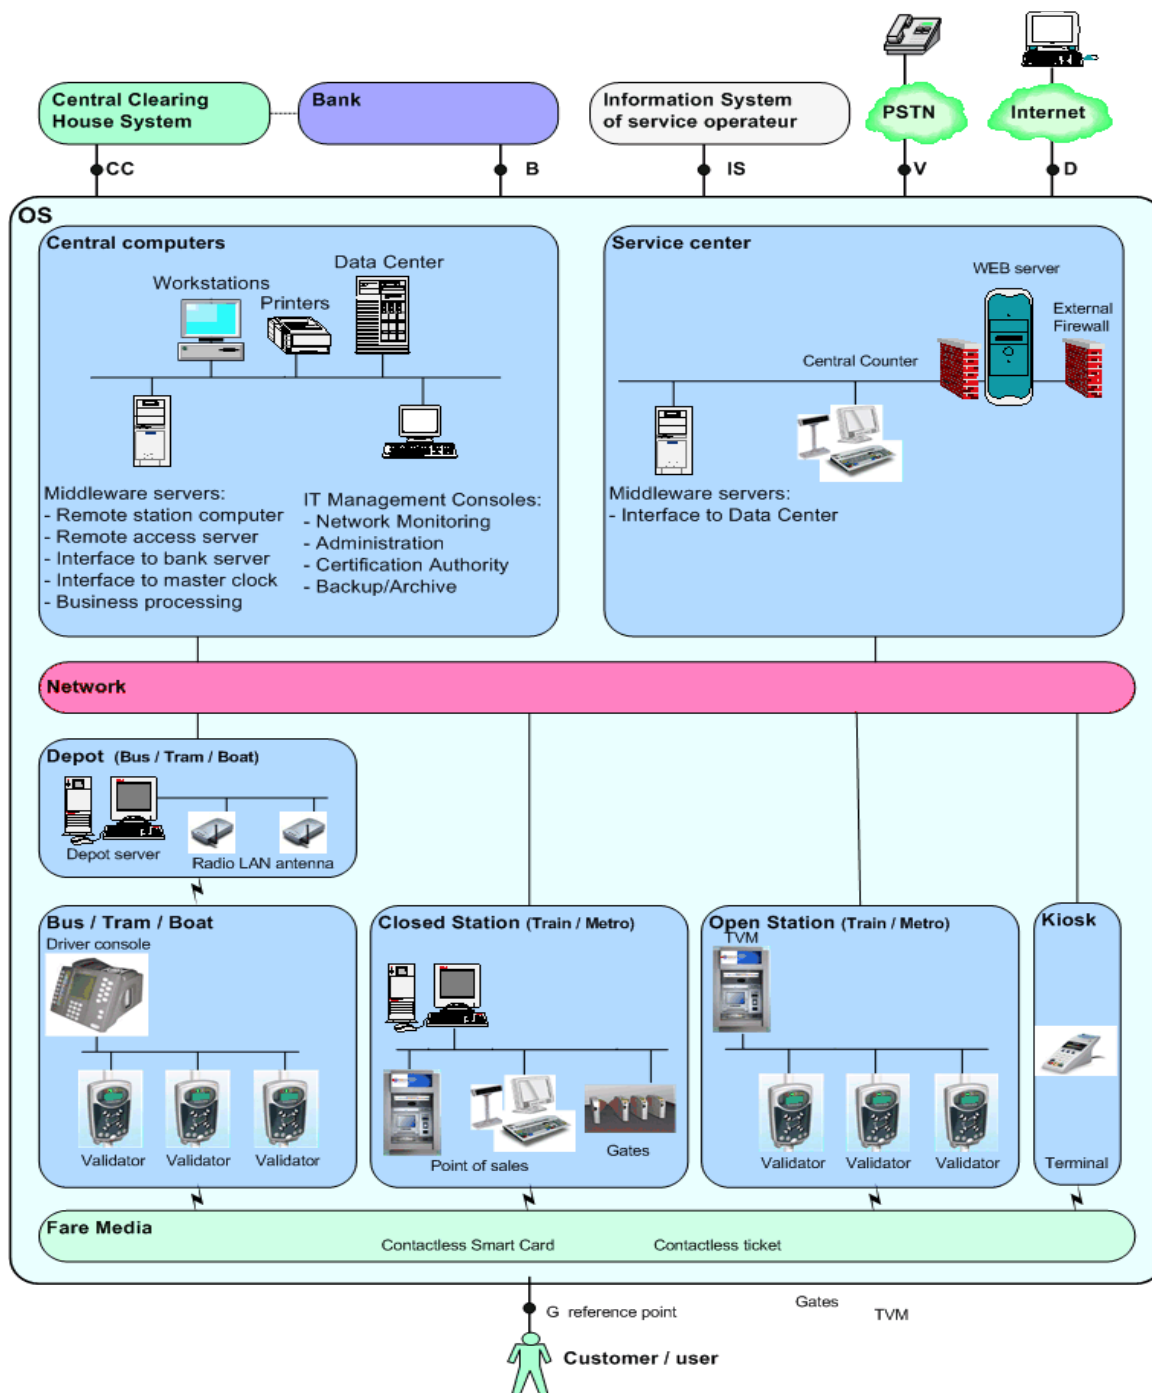 Central Clearing
House System
Bank
Information System
of service operateur
PSTN
Internet
CC
B
IS
V
D
OS
Central computers
Data Center
Workstations
Printers
Middleware servers:
- Remote station computer
- Remote access server
- Interface to bank server
- Interface to master clock
- Business processing
IT Management Consoles:
- Network Monitoring
- Administration
- Certification Authority
- Backup/Archive
Service center
WEB server
External
Firewall
Central Counter
Middleware servers:
- Interface to Data Center
Network
Depot (Bus / Tram / Boat)
Depot server
Radio LAN antenna
Bus / Tram / Boat
Driver console
Validator
Validator
Validator
Closed Station (Train / Metro)
Point of sales
Gates
Open Station (Train / Metro)
TVM
Validator
Validator
Validator
Kiosk
Terminal
Fare Media
Contactless Smart Card
Contactless ticket
G reference point
Gates
TVM
Customer / user